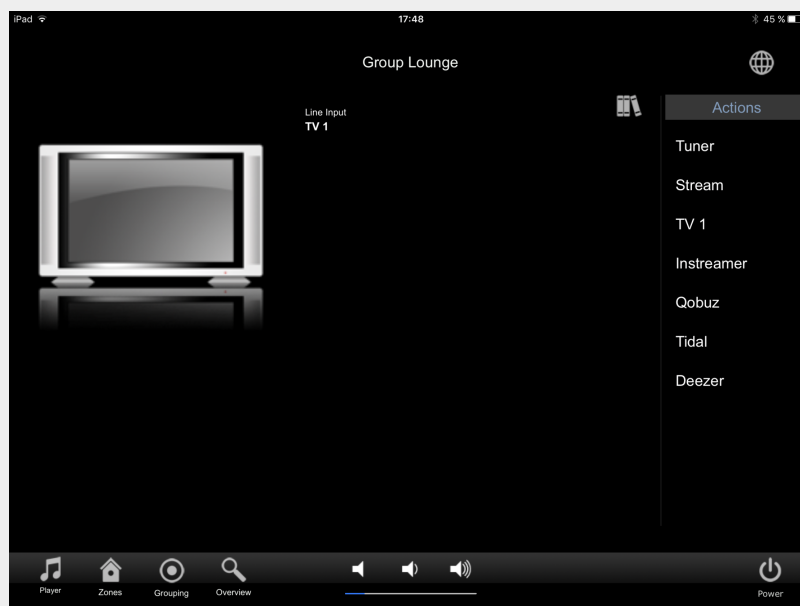 iPad 17:48 45 %
Group Lounge
Line Input
TV 1
Actions
Tuner
Stream
TV 1
Instreamer
Qobuz
Tidal
Deezer
Player Zones Grouping Overview Power